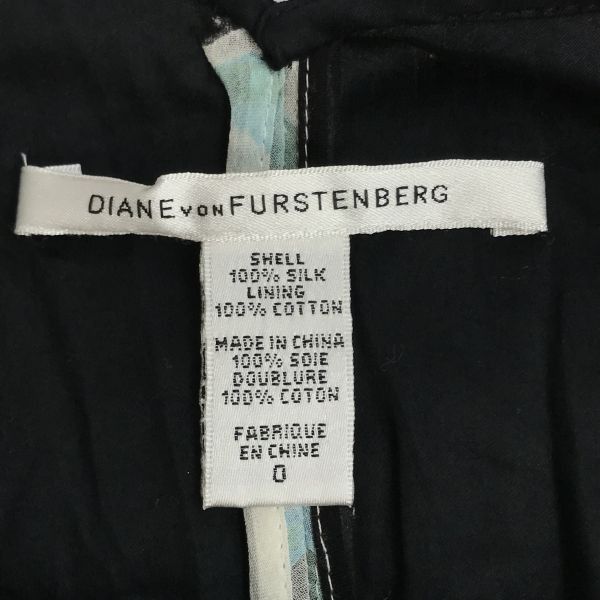 DIANE VON FURSTENBERG
SHELL
100% SILK
LINING
100% COTTON
MADE IN CHINA
100% SOIE
DOUBLURE
100% COTON
FABRIQUE
EN CHINE
0